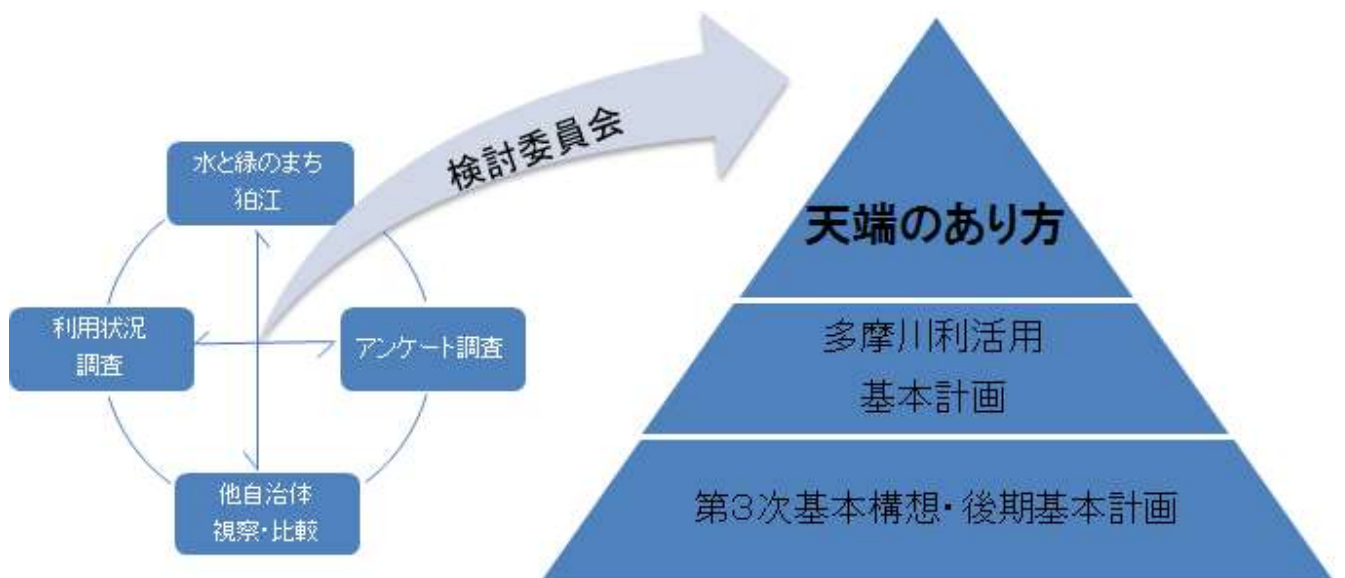 検討委員会
水と緑のまち
狛江
利用状況
調査
アンケート調査
他自治体
視察・比較
天端のあり方
多摩川利活用
基本計画
第3次基本構想・後期基本計画